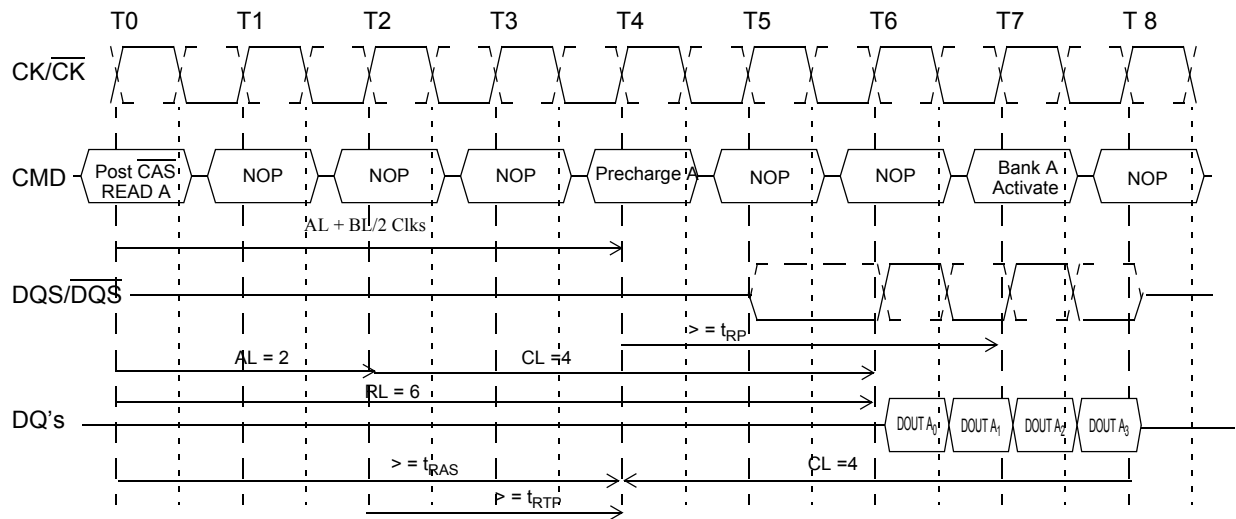 T0 T1 T2 T3 T4 T5 T6 T7 T 8
CK/CK
CMD
Post CAS
READ A
NOP
NOP
NOP
Precharge A
NOP
NOP
Bank A
Activate
NOP
AL + BL/2 Clks
DQS/DQS
> = tRP
AL = 2
CL =4
RL = 6
DQ's
DOUT A0
DOUT A1
DOUT A2
DOUT A3
> = tRAS
CL =4
> = tRTP